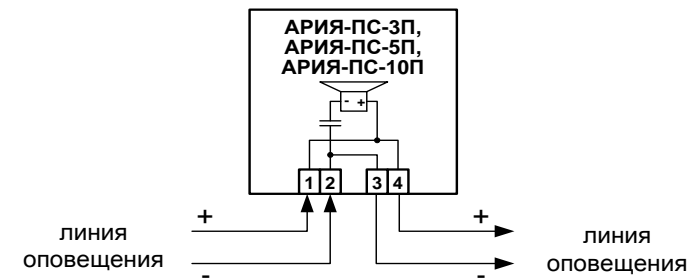 АРИЯ-ПС-3П,
АРИЯ-ПС-5П,
АРИЯ-ПС-10П
- +
1 2 3 4
+ +
линия
оповещения
линия
оповещения
- -